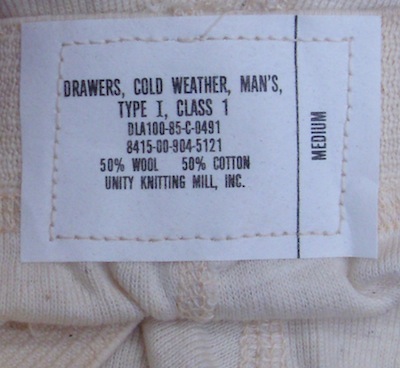 DRAWERS, COLD WEATHER, MAN'S,
TYPE I, CLASS 1
DLA100-85-C-0491
8415-00-904-5121
50% WOOL 50% COTTON
UNITY KNITTING MILL, INC.
MEDIUM